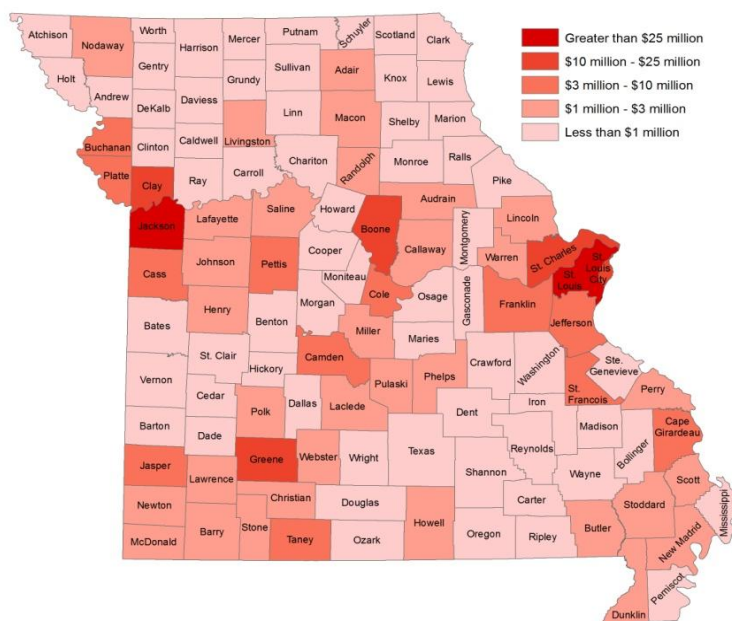 Greater than $25 million
$10 million - $25 million
$3 million - $10 million
$1 million - $3 million
Less than $1 million
Atchison
Nodaway
Worth
Harrison
Mercer
Putnam
Schuyler
Scotland
Clark
Holt
Gentry
Grundy
Sullivan
Adair
Knox
Lewis
Andrew
DeKalb
Daviess
Linn
Macon
Shelby
Marion
Buchanan
Clinton
Caldwell
Livingston
Chariton
Randolph
Monroe
Ralls
Platte
Clay
Ray
Carroll
Pike
Jackson
Lafayette
Saline
Howard
Boone
Audrain
Callaway
Montgomery
Lincoln
Warren
St. Charles
Cass
Johnson
Pettis
Cooper
Moniteau
Cole
Osage
Gasconade
Franklin
St.
Louis
St.
Louis
City
Jefferson
Bates
Henry
Benton
Morgan
Miller
Maries
St. Clair
Hickory
Camden
Pulaski
Phelps
Crawford
Washington
Ste.
Genevieve
St.
Francois
Perry
Vernon
Cedar
Polk
Dallas
Laclede
Dent
Iron
Madison
Bollinger
Cape
Girardeau
Barton
Dade
Greene
Webster
Wright
Texas
Shannon
Reynolds
Wayne
Jasper
Lawrence
Christian
Douglas
Carter
Stoddard
Scott
Mississippi
Newton
McDonald
Barry
Stone
Taney
Ozark
Howell
Oregon
Ripley
Butler
New Madrid
Dunklin
Pemiscot